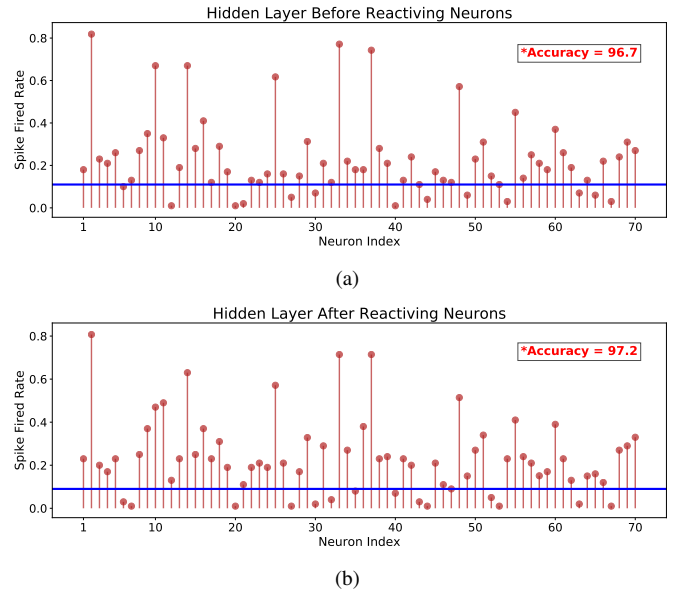 Hidden Layer Before Reactiving Neurons
*Accuracy = 96.7
Spike Fired Rate
0.8
0.6
0.4
0.2
0.0
1 10 20 30 40 50 60 70
Neuron Index
(a)
Hidden Layer After Reactiving Neurons
*Accuracy = 97.2
Spike Fired Rate
0.8
0.6
0.4
0.2
0.0
1 10 20 30 40 50 60 70
Neuron Index
(b)